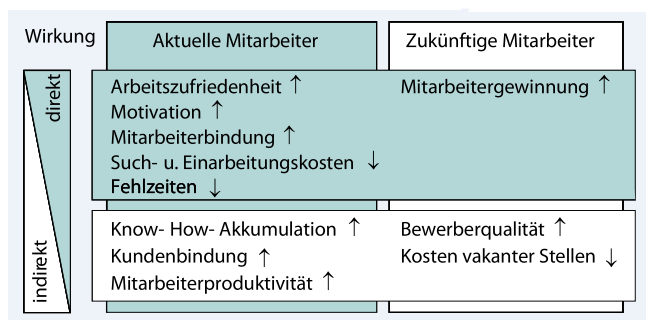 Wirkung
Aktuelle Mitarbeiter
Zukünftige Mitarbeiter
direkt
Arbeitszufriedenheit ↑
Motivation ↑
Mitarbeiterbindung ↑
Such- u. Einarbeitungskosten ↓
Fehlzeiten ↓
Mitarbeitergewinnung ↑
indirekt
Know- How- Akkumulation ↑
Kundenbindung ↑
Mitarbeiterproduktivität ↑
Bewerberqualität ↑
Kosten vakanter Stellen ↓